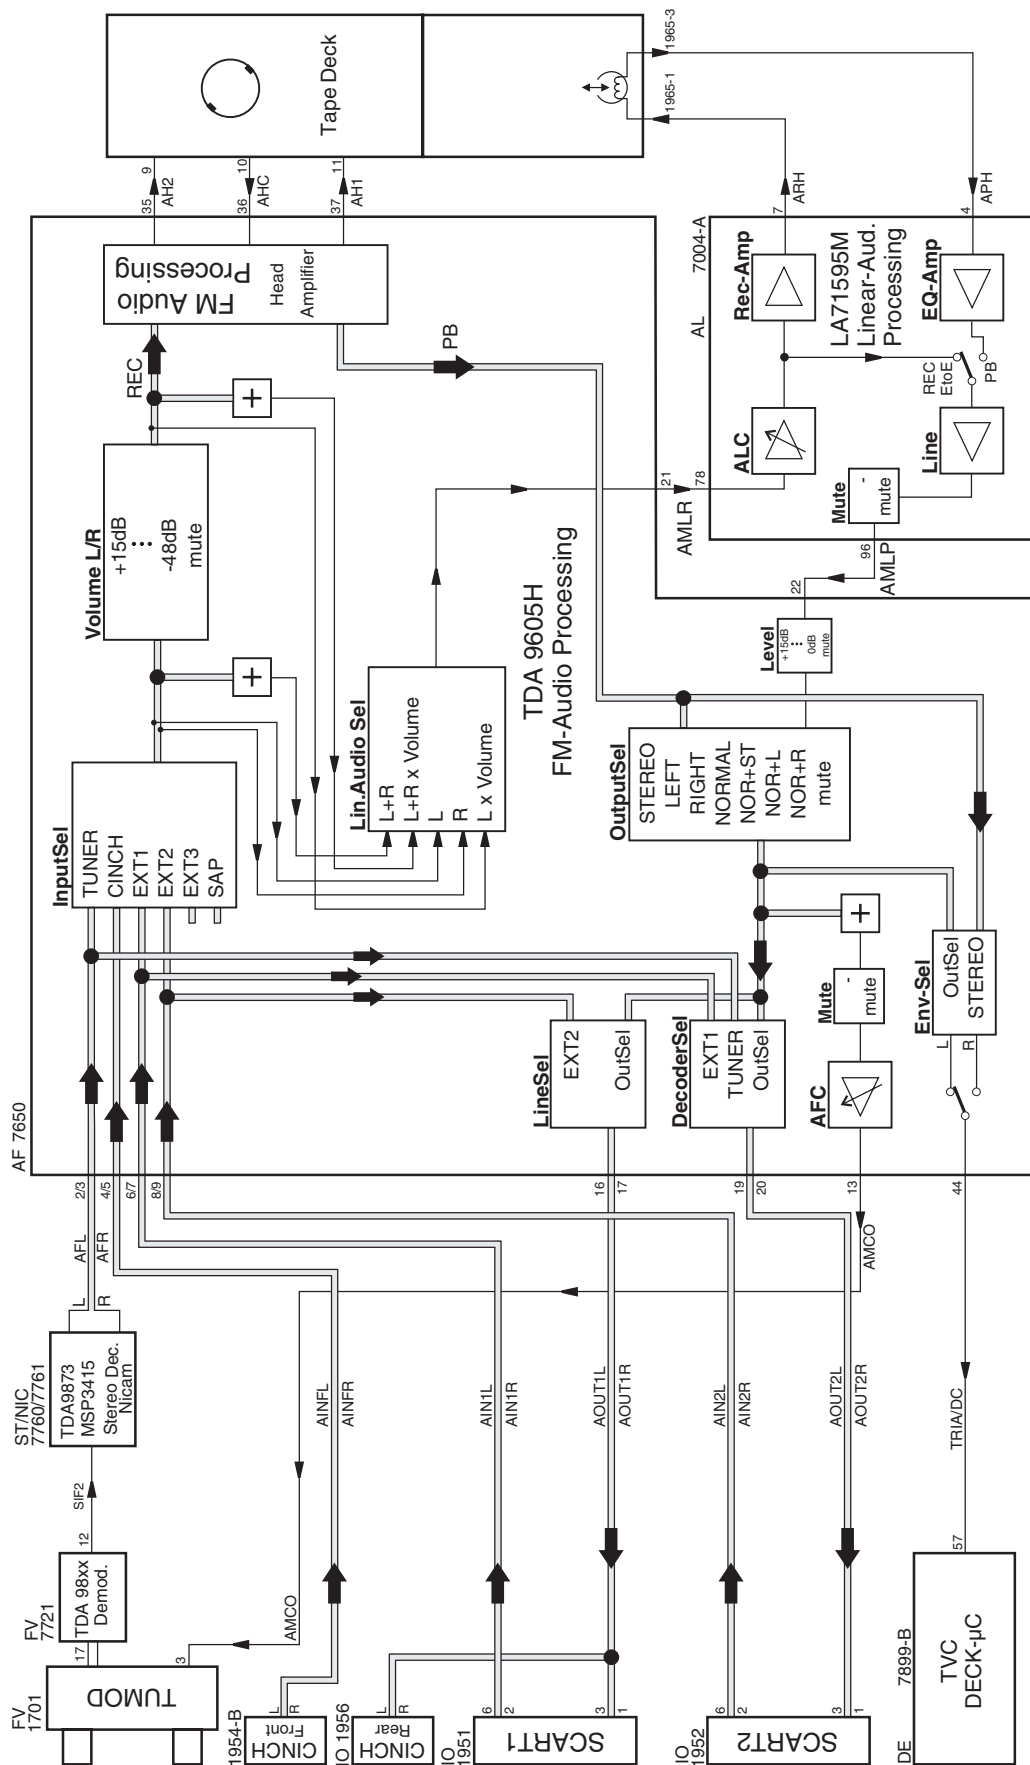 FV
1701
TUMOD
17
3
FV
7721
TDA 98xx
Demod.
12
SIF2
ST/NIC
7760/7761
TDA9873
MSP3415
Stereo Dec.
Nicam
L
R
AFL
AFR
2/3
4/5
6/7
8/9
AF 7650
InputSel
TUNER
CINCH
EXT1
EXT2
EXT3
SAP
Volume L/R
+15dB
...
-48dB
mute
REC
FM Audio
Processing
Head
Amplifier
35
AH2
9
36
AHC
10
37
AH1
11
Tape Deck
1965-1
1965-3
+
+
PB
Lin.Audio Sel
L+R
L+R x Volume
L
R
L x Volume
TDA 9605H
FM-Audio Processing
21
AMLR
78
AL
7004-A
LA71595M
Linear-Aud.
Processing
ALC
Rec-Amp
7
ARH
EQ-Amp
4
APH
REC
EtoE
PB
Line
Mute
-
mute
96
AMLP
22
Level
+15dB
...
0dB
mute
OutputSel
STEREO
LEFT
RIGHT
NORMAL
NOR+ST
NOR+L
NOR+R
mute
LineSel
EXT2
OutSel
DecoderSel
EXT1
TUNER
OutSel
+
Mute
-
mute
AFC
Env-Sel
OutSel
STEREO
L
R
16
17
19
20
13
AMCO
44
AMCO
1954-B
CINCH
Front
L
R
AINFL
AINFR
IO 1956
CINCH
Rear
L
R
IO
1951
SCART1
6
2
3
1
AIN1L
AIN1R
AOUT1L
AOUT1R
IO
1952
SCART2
6
2
3
1
AIN2L
AIN2R
AOUT2L
AOUT2R
DE
7899-B
TVC
DECK-µC
57
TRIA/DC